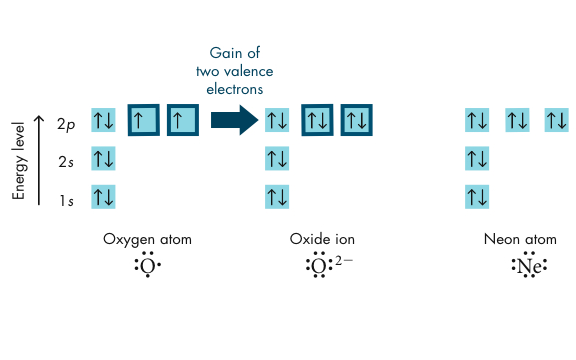 Gain of
two valence
electrons
Energy level
2p ↑↓ ↑ ↑ ↑↓ ↑↓ ↑↓ ↑↓ ↑↓ ↑↓
2s ↑↓ ↑↓ ↑↓
1s ↑↓ ↑↓ ↑↓
Oxygen atom Oxide ion Neon atom
O O 2− Ne